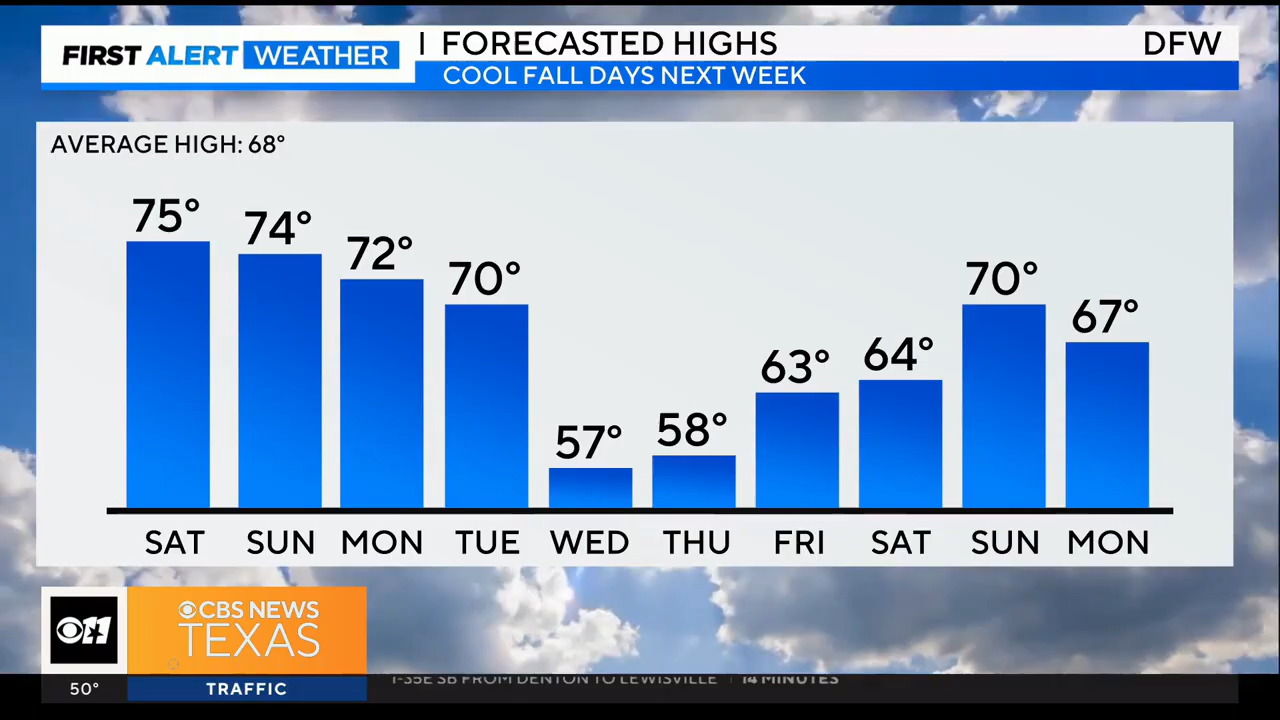 FIRST ALERT WEATHER | FORECASTED HIGHS DFW
COOL FALL DAYS NEXT WEEK
AVERAGE HIGH: 68°
75° 74° 72° 70° 57° 58° 63° 64° 70° 67°
SAT SUN MON TUE WED THU FRI SAT SUN MON
CBS NEWS
TEXAS
11
50° TRAFFIC
I-35E SB FROM DENTON TO LEWISVILLE | 14 MINUTES